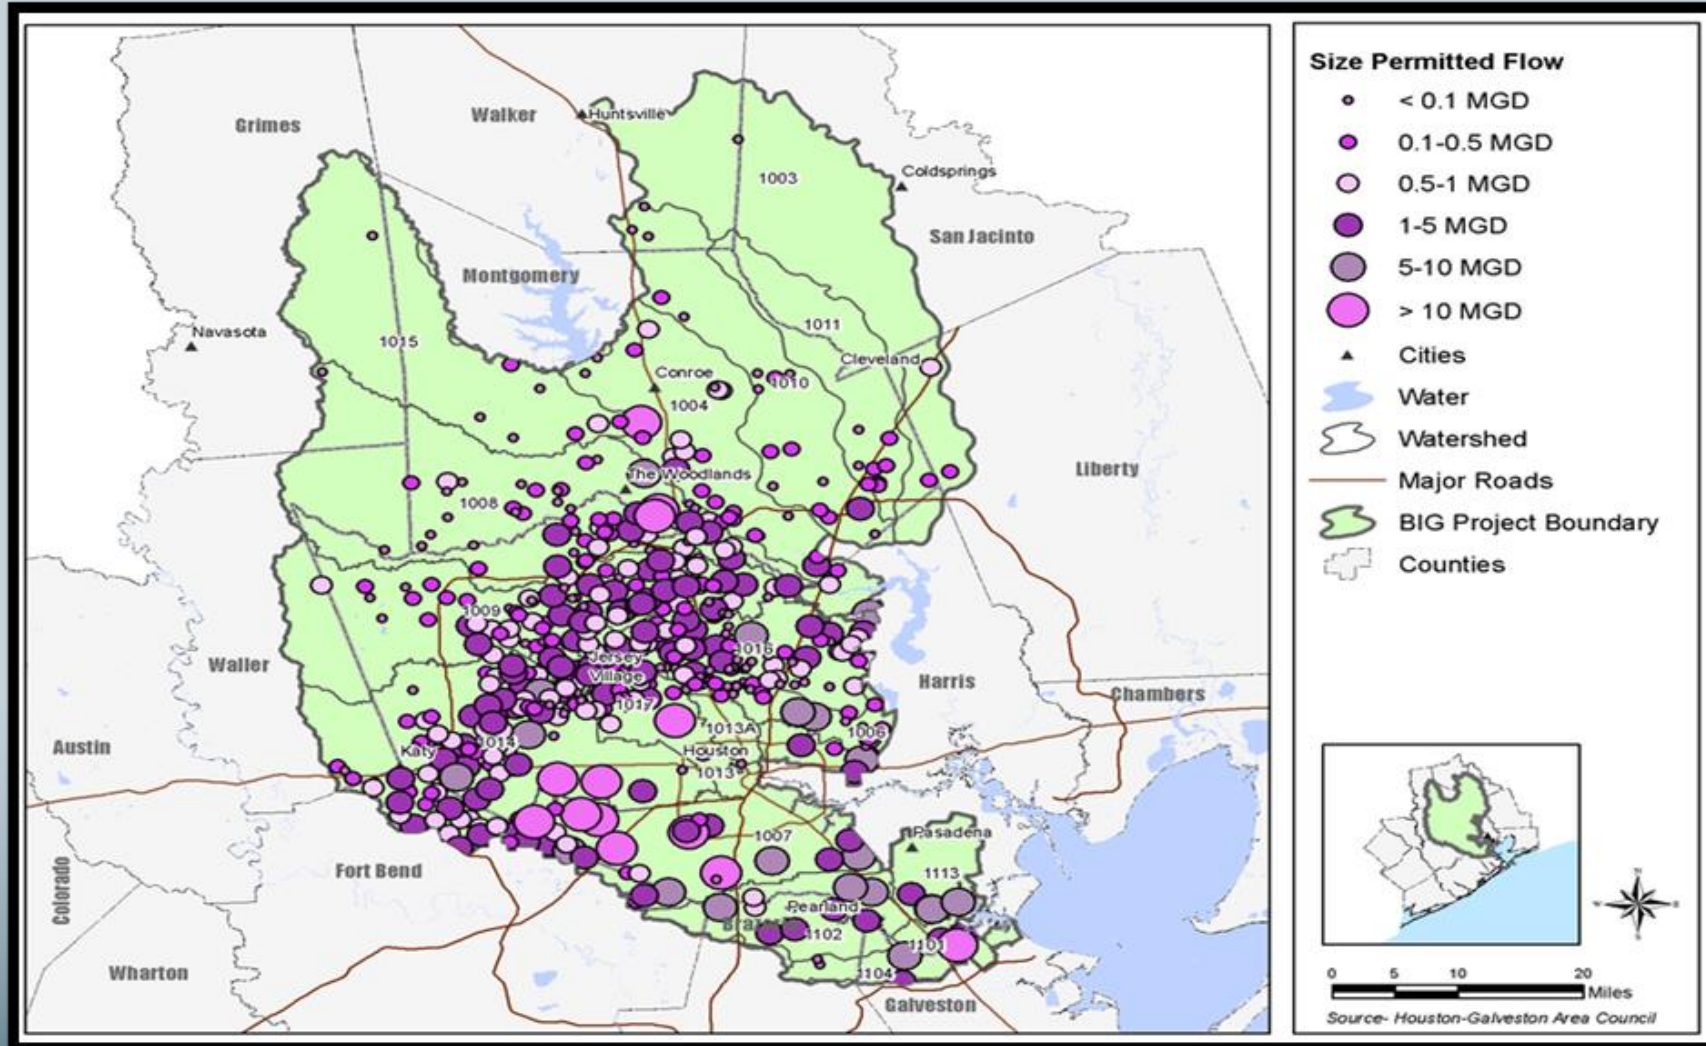 Huntsville
Walker
Grimes
Coldsprings
1003
San Jacinto
Montgomery
1011
Navasota
1015
Cleveland
Conroe
1010
1004
Liberty
The Woodlands
1008
1009
1016
Jersey
Village
Waller
Harris
Chambers
1017
1013A
1006
Austin
Katy
1014
Houston
1013
1007
Pasadena
Fort Bend
1113
Colorado
Pearland
1102
1101
Wharton
1104
Galveston
Size Permitted Flow
< 0.1 MGD
0.1-0.5 MGD
0.5-1 MGD
1-5 MGD
5-10 MGD
> 10 MGD
Cities
Water
Watershed
Major Roads
BIG Project Boundary
Counties
0 5 10 20
Miles
Source- Houston-Galveston Area Council